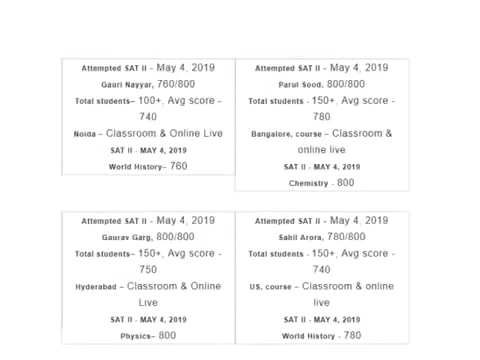 Attempted SAT II - May 4, 2019
Gauri Nayyar, 760/800
Total students– 100+, Avg score -
740
Noida – Classroom & Online Live
SAT II - MAY 4, 2019
World History– 760
Attempted SAT II - May 4, 2019
Parul Sood, 800/800
Total students - 150+, Avg score -
780
Bangalore, course – Classroom &
online live
SAT II - MAY 4, 2019
Chemistry - 800
Attempted SAT II - May 4, 2019
Gaurav Garg, 800/800
Total students– 150+, Avg score -
750
Hyderabad – Classroom & Online
Live
SAT II - MAY 4, 2019
Physics– 800
Attempted SAT II - May 4, 2019
Sahil Arora, 780/800
Total students - 150+, Avg score -
740
US, course – Classroom & online
live
SAT II - MAY 4, 2019
World History - 780